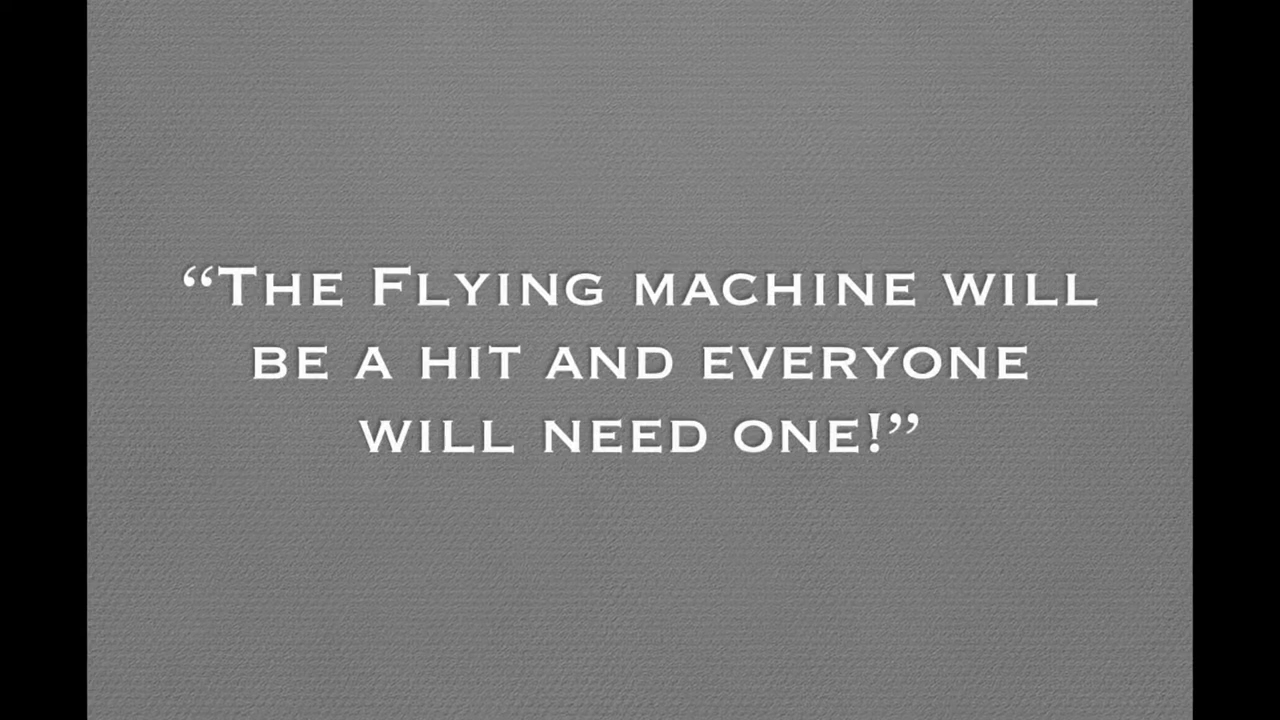 “The Flying machine will
be a hit and everyone
will need one!”